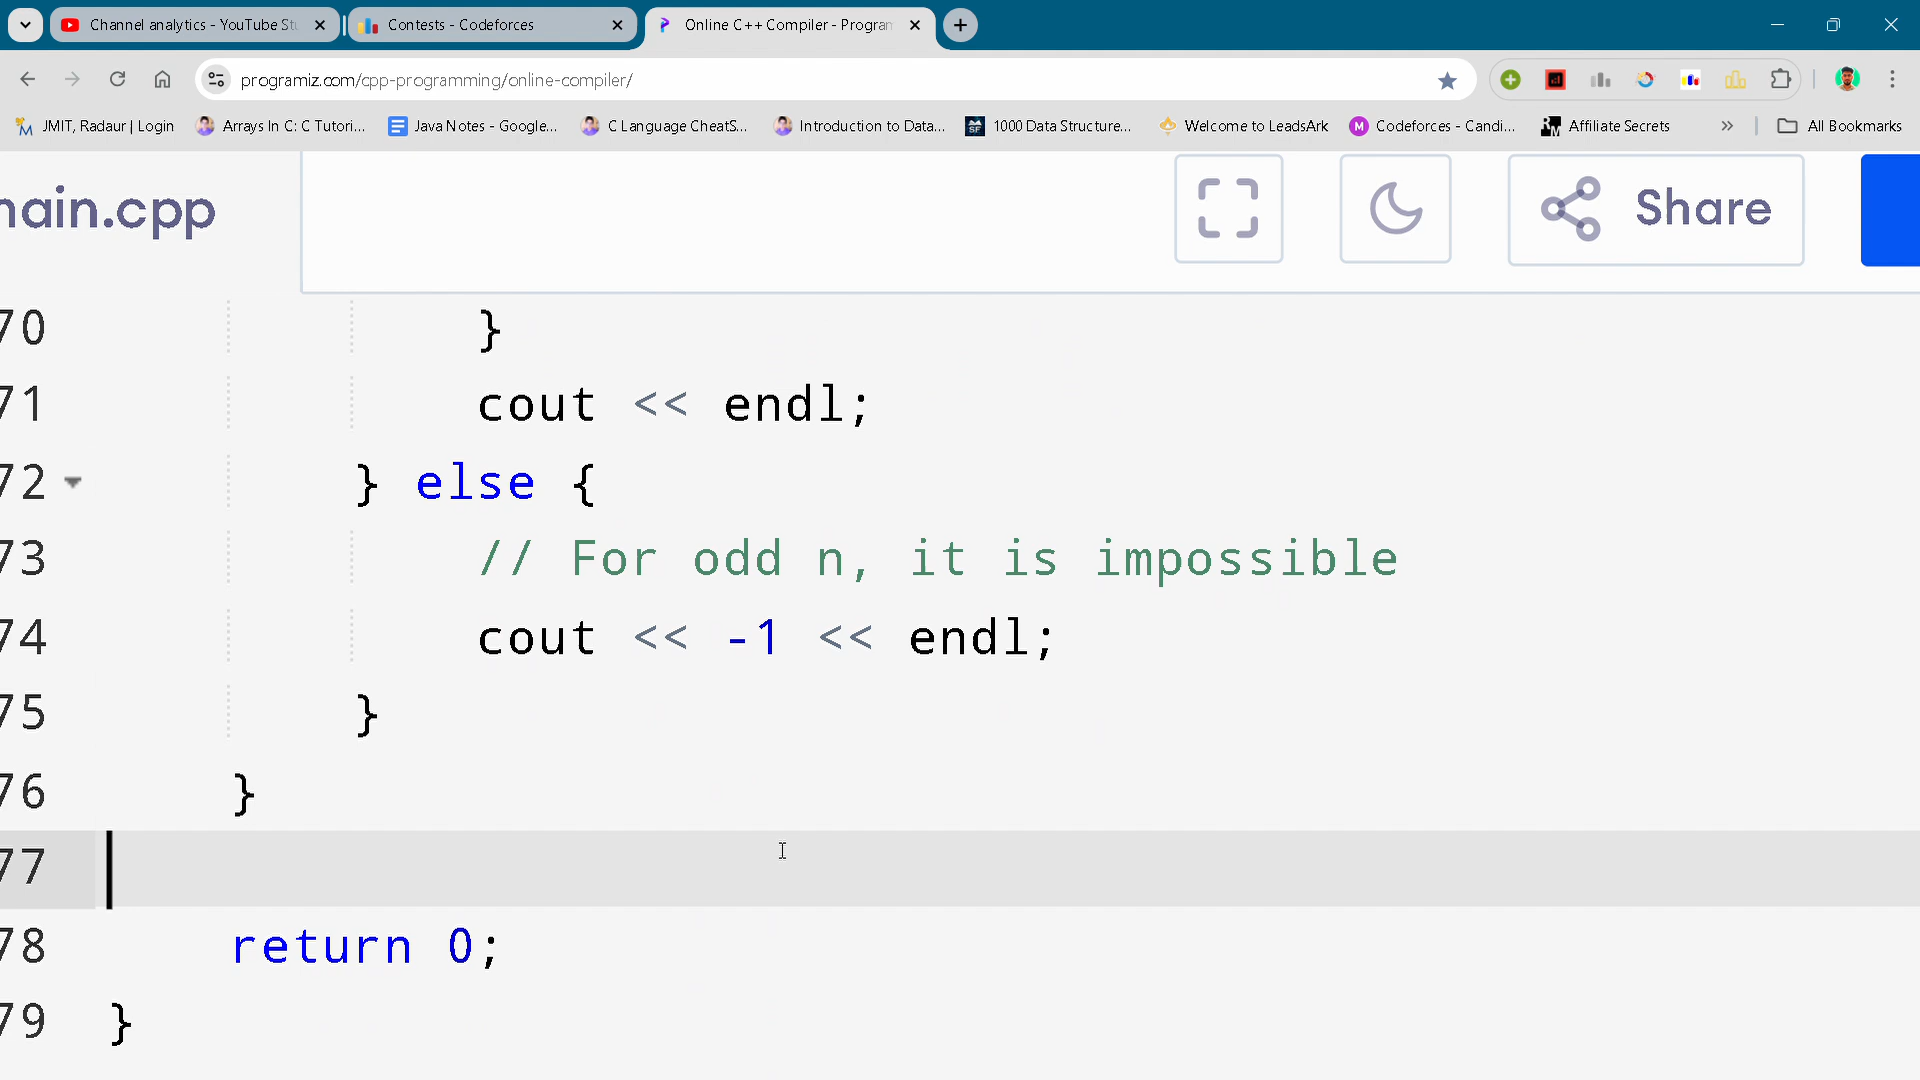 Channel analytics - YouTube St
Contests - Codeforces
Online C++ Compiler - Program
programiz.com/cpp-programming/online-compiler/
JMIT, Radaur | Login
Arrays In C: C Tutori...
Java Notes - Google...
C Language CheatS...
Introduction to Data...
1000 Data Structure...
Welcome to LeadsArk
Codeforces - Candi...
Affiliate Secrets
All Bookmarks
main.cpp
Share
70 }
71 cout << endl;
72 } else {
73 // For odd n, it is impossible
74 cout << -1 << endl;
75 }
76 }
77
78 return 0;
79 }